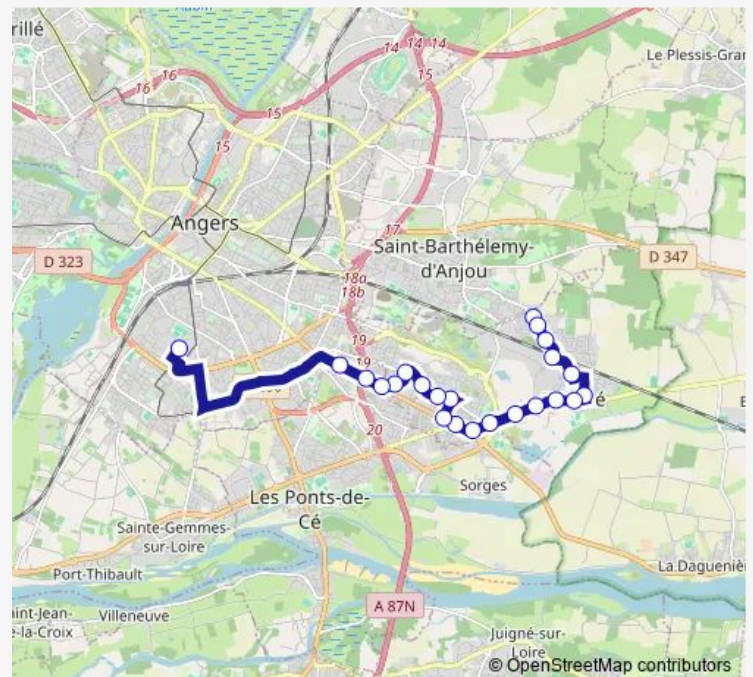 rillé
14 14 14
15
Le Plessis-Gra
16 16
15
15
Angers
17
Saint-Barthélemy-
d'Anjou
D 323
D 347
18a
18b
19
19
é
20
Sorges
Les Ponts-de-
Cé
Sainte-Gemmes-
sur-Loire
Port-Thibault
La Dagueniè
A 87N
int-Jean-
e-la-Croix
Villeneuve
Juigné-sur-
Loire
© OpenStreetMap contributors